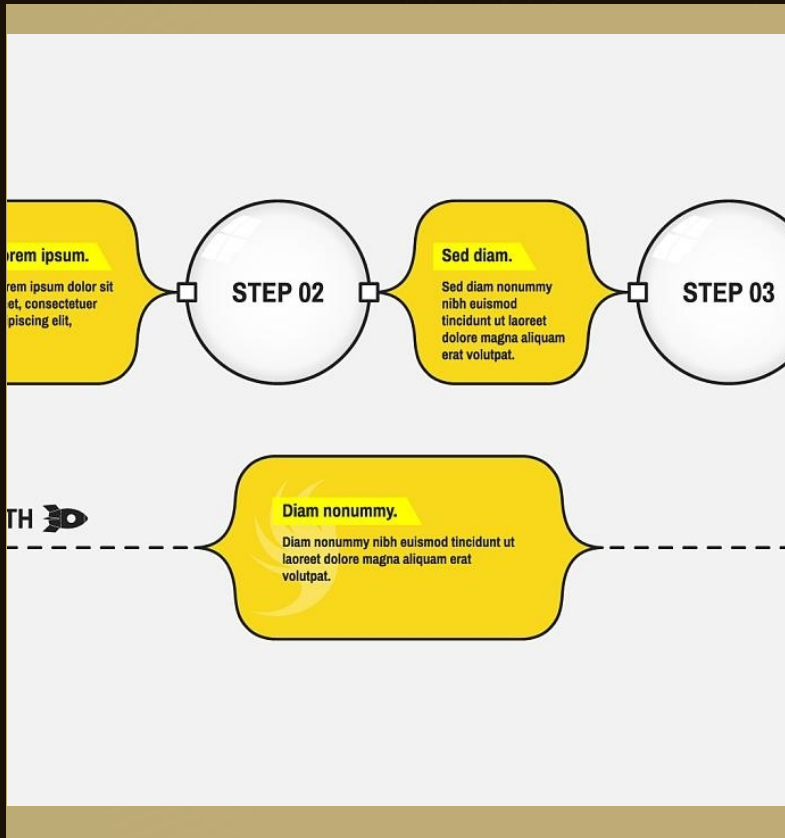 orem ipsum.
rem ipsum dolor sit
et, consectetuer
piscing elit,
STEP 02
Sed diam.
Sed diam nonummy
nibh euismod
tincidunt ut laoreet
dolore magna aliquam
erat volutpat.
STEP 03
TH
Diam nonummy.
Diam nonummy nibh euismod tincidunt ut
laoreet dolore magna aliquam erat
volutpat.